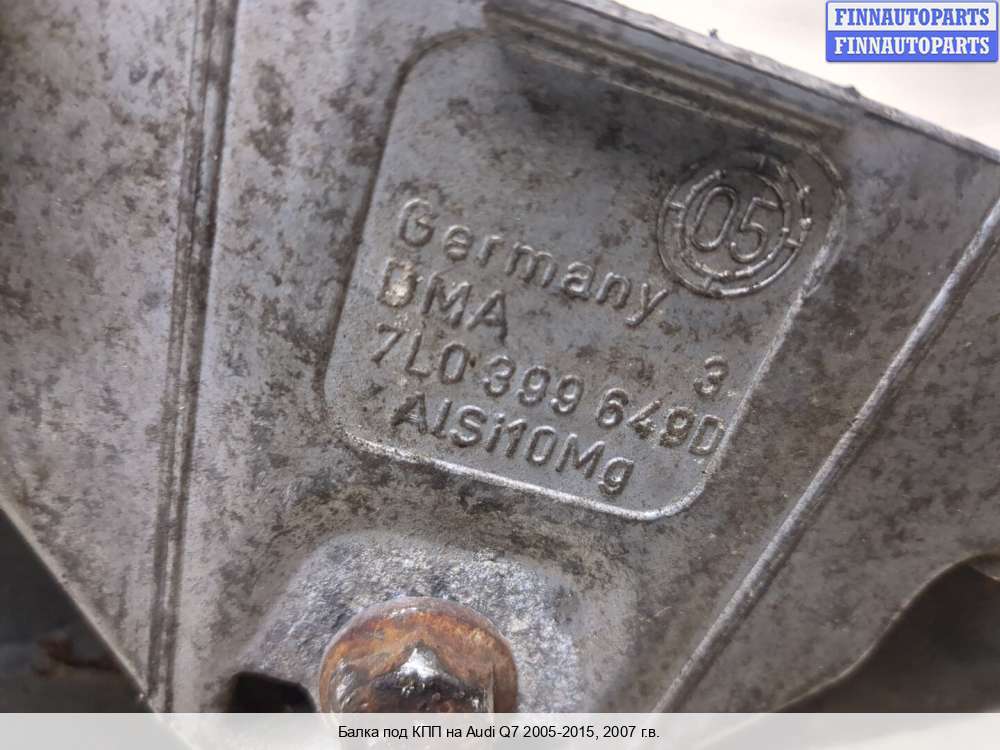 FINNAUTOPARTS
FINNAUTOPARTS
05
Germany
DMA
3
7L0 399 649D
AlSi10Mg
Балка под КПП на Audi Q7 2005-2015, 2007 г.в.